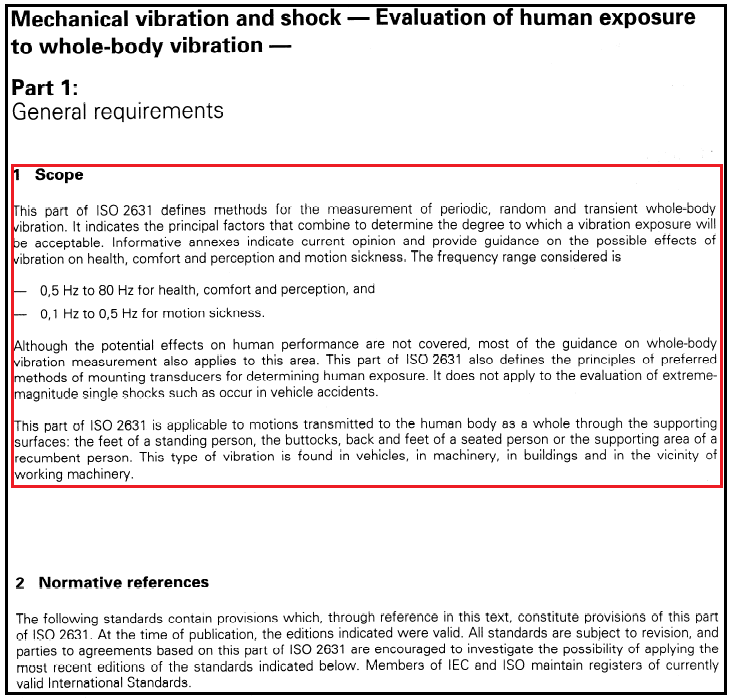 Mechanical vibration and shock — Evaluation of human exposure
to whole-body vibration —
Part 1:
General requirements
1 Scope
This part of ISO 2631 defines methods for the measurement of periodic, random and transient whole-body
vibration. It indicates the principal factors that combine to determine the degree to which a vibration exposure will
be acceptable. Informative annexes indicate current opinion and provide guidance on the possible effects of
vibration on health, comfort and perception and motion sickness. The frequency range considered is
— 0,5 Hz to 80 Hz for health, comfort and perception, and
— 0,1 Hz to 0,5 Hz for motion sickness.
Although the potential effects on human performance are not covered, most of the guidance on whole-body
vibration measurement also applies to this area. This part of ISO 2631 also defines the principles of preferred
methods of mounting transducers for determining human exposure. It does not apply to the evaluation of extreme-
magnitude single shocks such as occur in vehicle accidents.
This part of ISO 2631 is applicable to motions transmitted to the human body as a whole through the supporting
surfaces: the feet of a standing person, the buttocks, back and feet of a seated person or the supporting area of a
recumbent person. This type of vibration is found in vehicles, in machinery, in buildings and in the vicinity of
working machinery.
2 Normative references
The following standards contain provisions which, through reference in this text, constitute provisions of this part
of ISO 2631. At the time of publication, the editions indicated were valid. All standards are subject to revision, and
parties to agreements based on this part of ISO 2631 are encouraged to investigate the possibility of applying the
most recent editions of the standards indicated below. Members of IEC and ISO maintain registers of currently
valid International Standards.